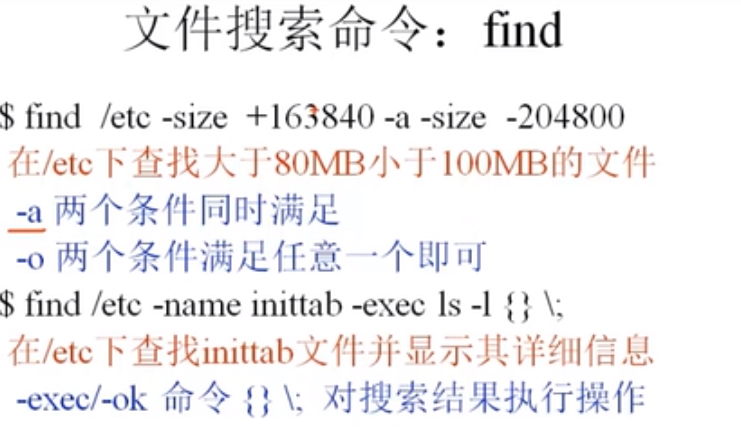 文件搜索命令：find
$ find /etc -size +163840 -a -size -204800
在/etc下查找大于80MB小于100MB的文件
-a 两个条件同时满足
-o 两个条件满足任意一个即可
$ find /etc -name inittab -exec ls -l {} \;
在/etc下查找inittab文件并显示其详细信息
-exec/-ok 命令 {} \; 对搜索结果执行操作